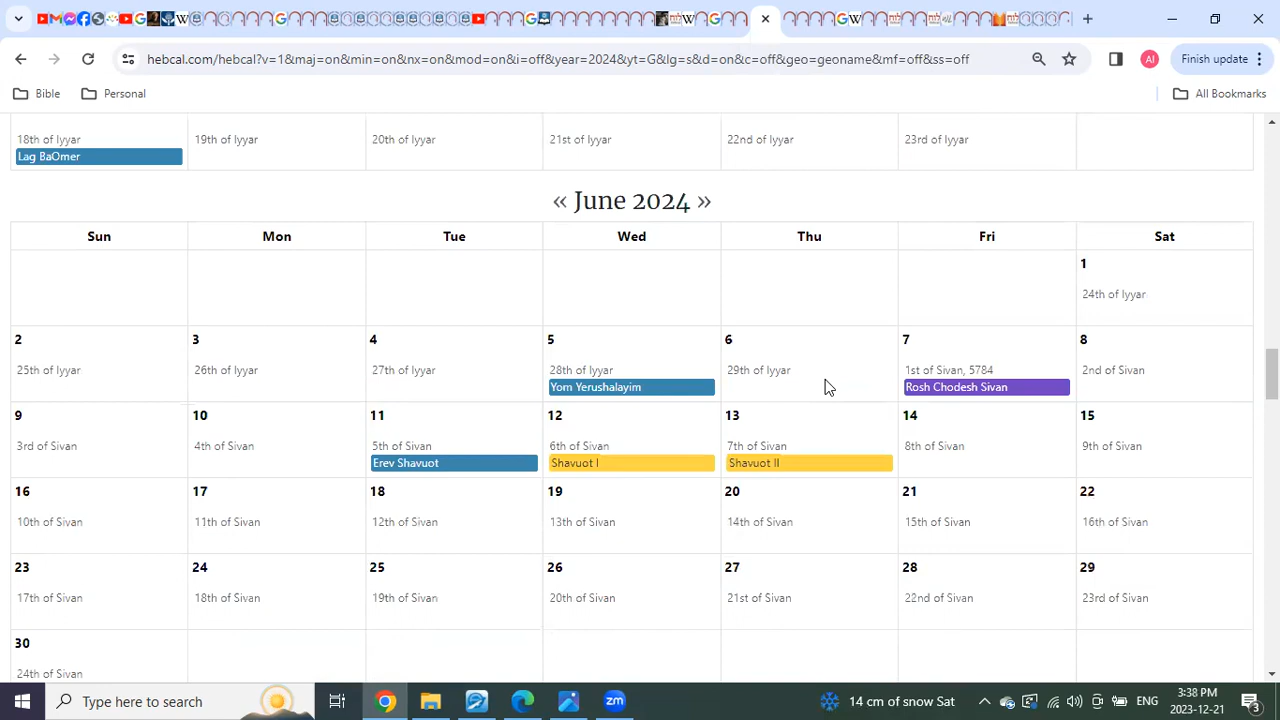 hebcal.com/hebcal?v=1&maj=on&min=on&nx=on&mod=on&i=off&year=2024&yt=G&lg=s&d=on&c=off&geo=geoname&mf=off&ss=off
AI
Finish update
Bible
Personal
All Bookmarks
18th of Iyyar 19th of Iyyar 20th of Iyyar 21st of Iyyar 22nd of Iyyar 23rd of Iyyar
Lag BaOmer
« June 2024 »
Sun Mon Tue Wed Thu Fri Sat
1
24th of Iyyar
2 3 4 5 6 7 8
25th of Iyyar 26th of Iyyar 27th of Iyyar 28th of Iyyar 29th of Iyyar 1st of Sivan, 5784 2nd of Sivan
Yom Yerushalayim Rosh Chodesh Sivan
9 10 11 12 13 14 15
3rd of Sivan 4th of Sivan 5th of Sivan 6th of Sivan 7th of Sivan 8th of Sivan 9th of Sivan
Erev Shavuot Shavuot I Shavuot II
16 17 18 19 20 21 22
10th of Sivan 11th of Sivan 12th of Sivan 13th of Sivan 14th of Sivan 15th of Sivan 16th of Sivan
23 24 25 26 27 28 29
17th of Sivan 18th of Sivan 19th of Sivan 20th of Sivan 21st of Sivan 22nd of Sivan 23rd of Sivan
30
24th of Sivan
Type here to search
zm
14 cm of snow Sat
ENG
3:38 PM
2023-12-21
3